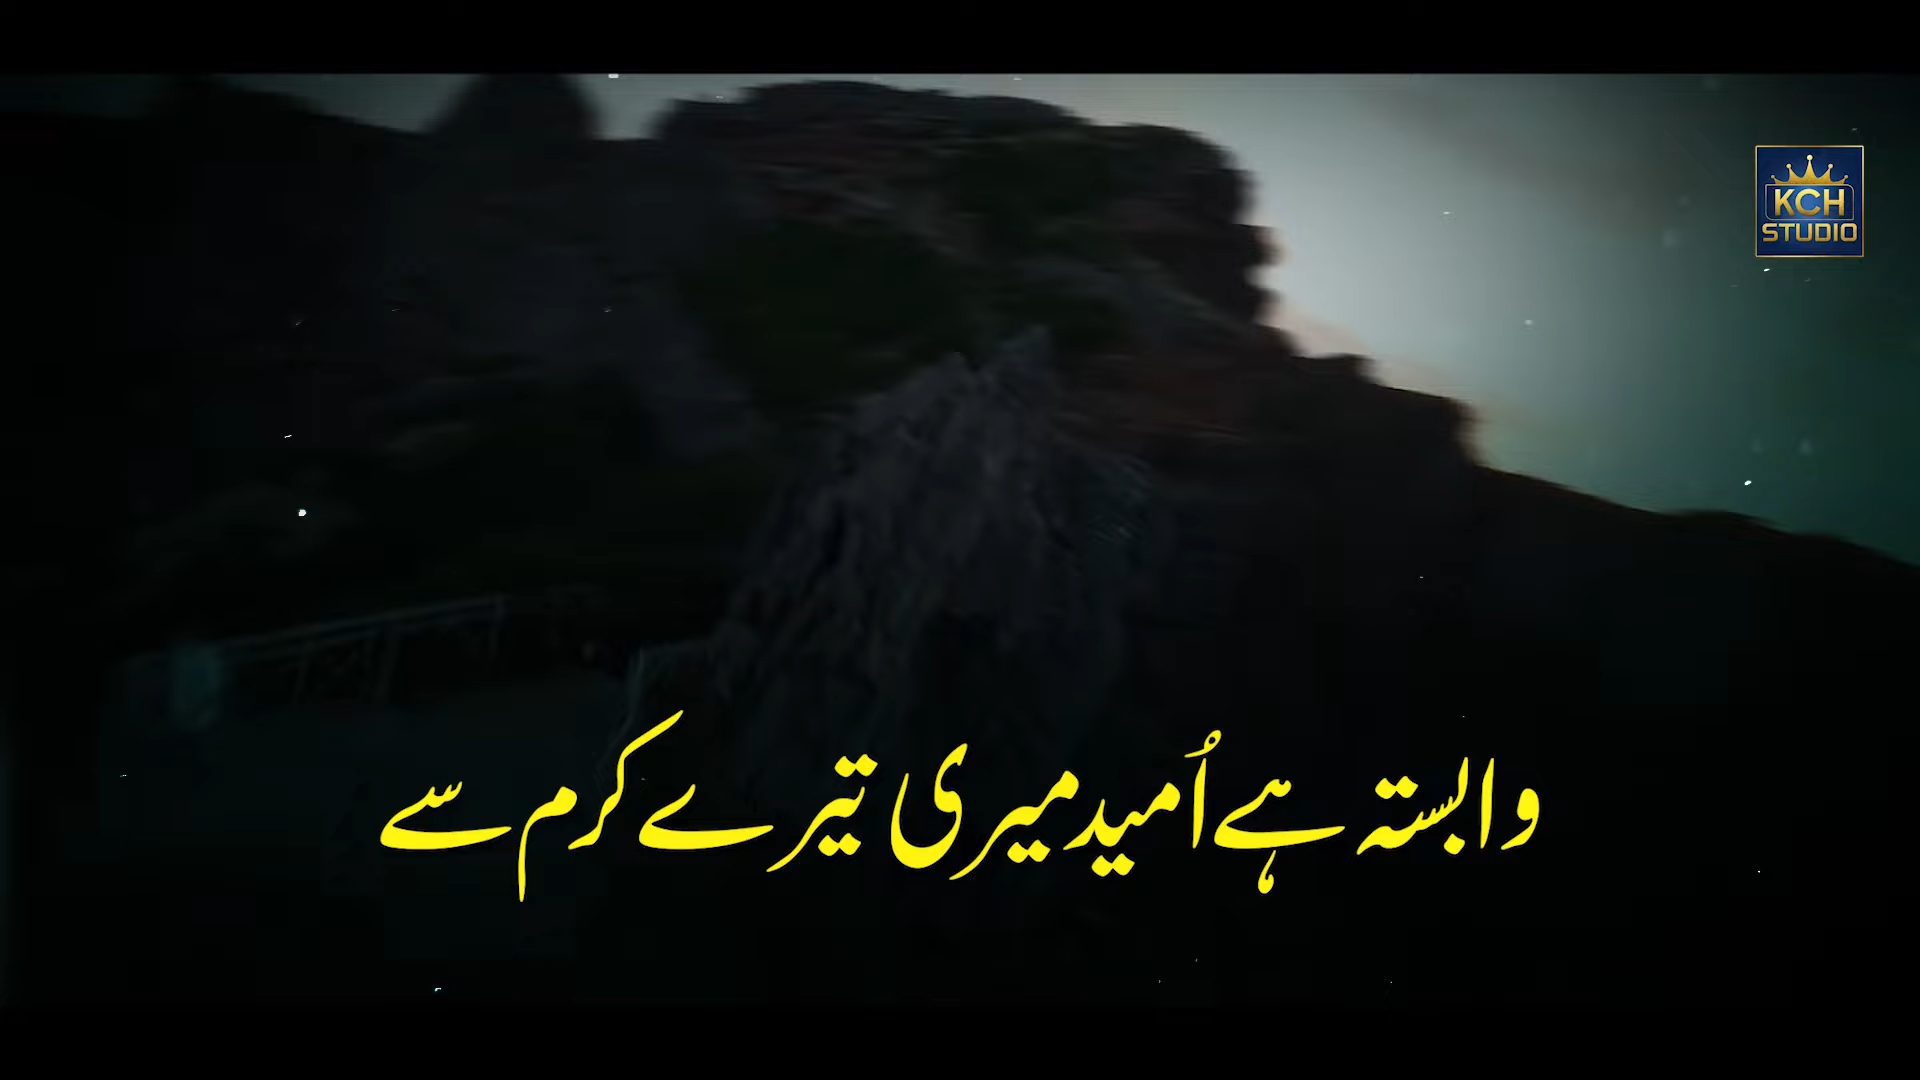 KCH
STUDIO
وابستہ ہے اُمید میری تیرے کرم سے